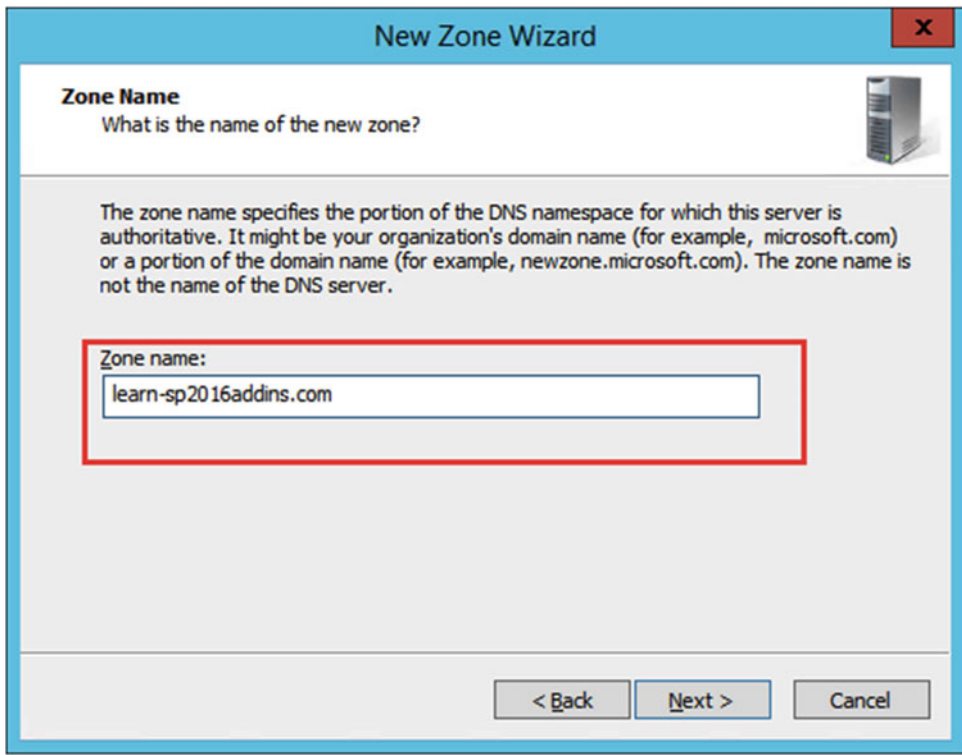 New Zone Wizard
x
Zone Name
What is the name of the new zone?
The zone name specifies the portion of the DNS namespace for which this server is
authoritative. It might be your organization's domain name (for example, microsoft.com)
or a portion of the domain name (for example, newzone.microsoft.com). The zone name is
not the name of the DNS server.
Zone name:
learn-sp2016addins.com
< Back
Next >
Cancel